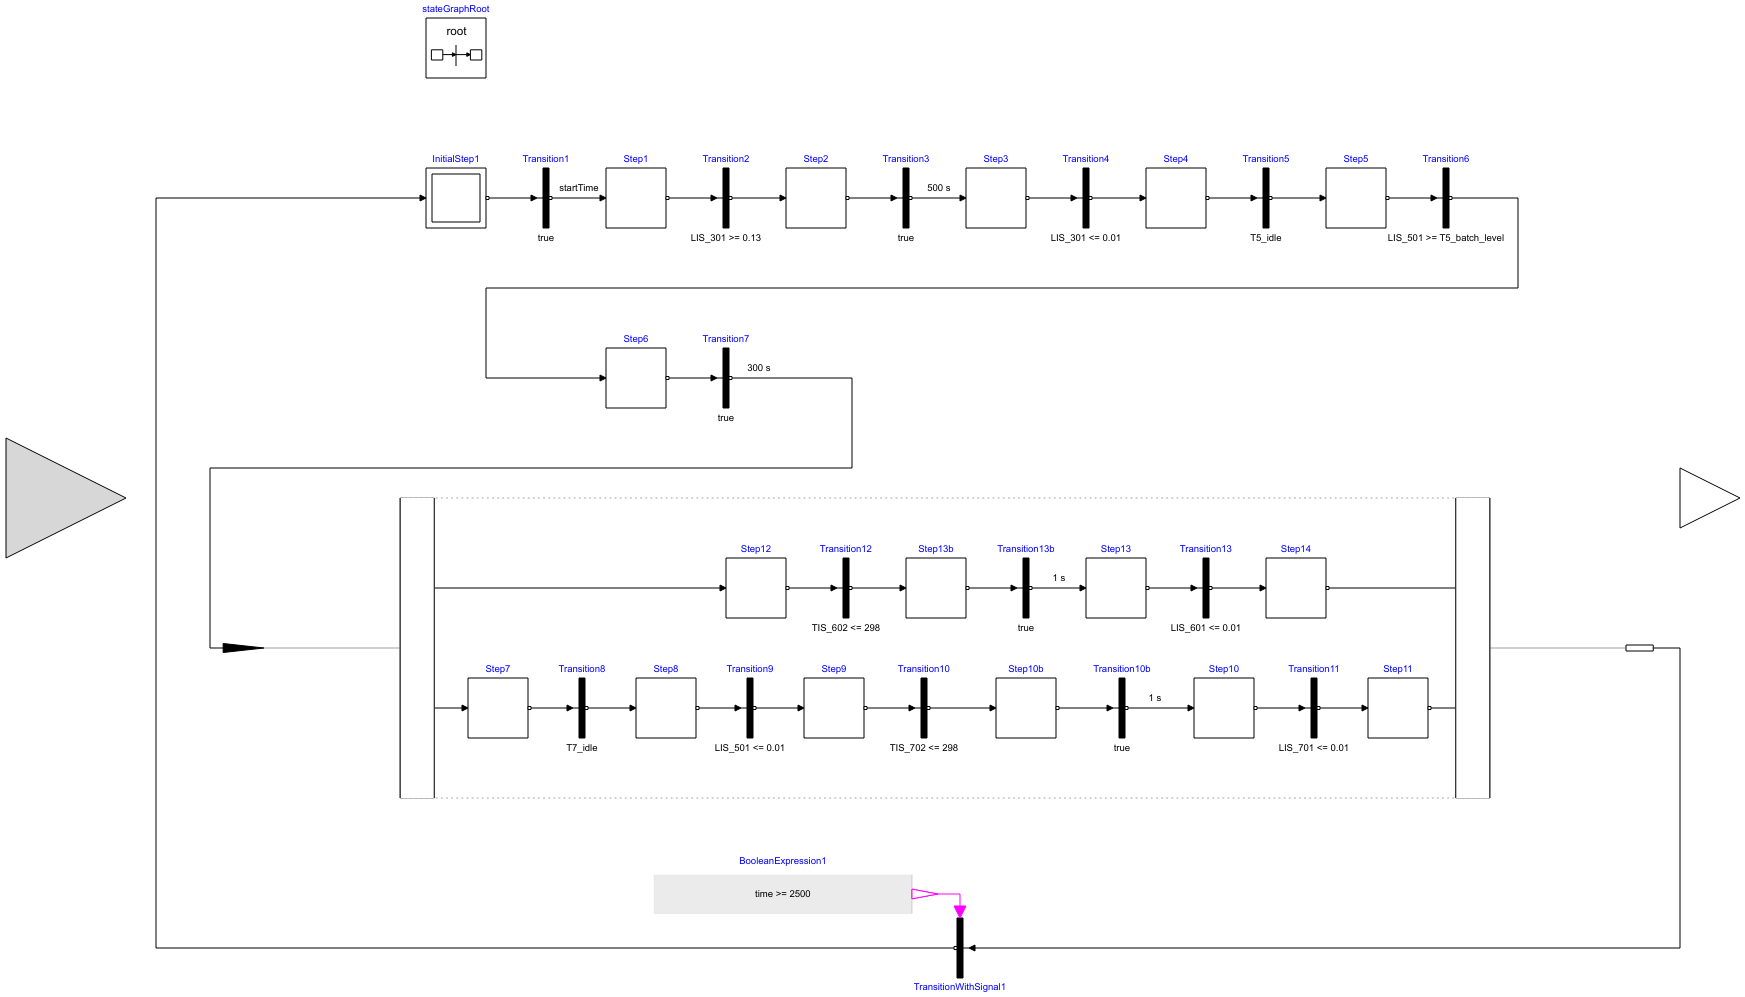 stateGraphRoot
root
InitialStep1
Transition1
Step1
Transition2
Step2
Transition3
Step3
Transition4
Step4
Transition5
Step5
Transition6
startTime
500 s
true
LIS_301 >= 0.13
true
LIS_301 <= 0.01
T5_idle
LIS_501 >= T5_batch_level
Step6
Transition7
300 s
true
Step12
Transition12
Step13b
Transition13b
Step13
Transition13
Step14
1 s
TIS_602 <= 298
true
LIS_601 <= 0.01
Step7
Transition8
Step8
Transition9
Step9
Transition10
Step10b
Transition10b
Step10
Transition11
Step11
1 s
T7_idle
LIS_501 <= 0.01
TIS_702 <= 298
true
LIS_701 <= 0.01
BooleanExpression1
time >= 2500
TransitionWithSignal1